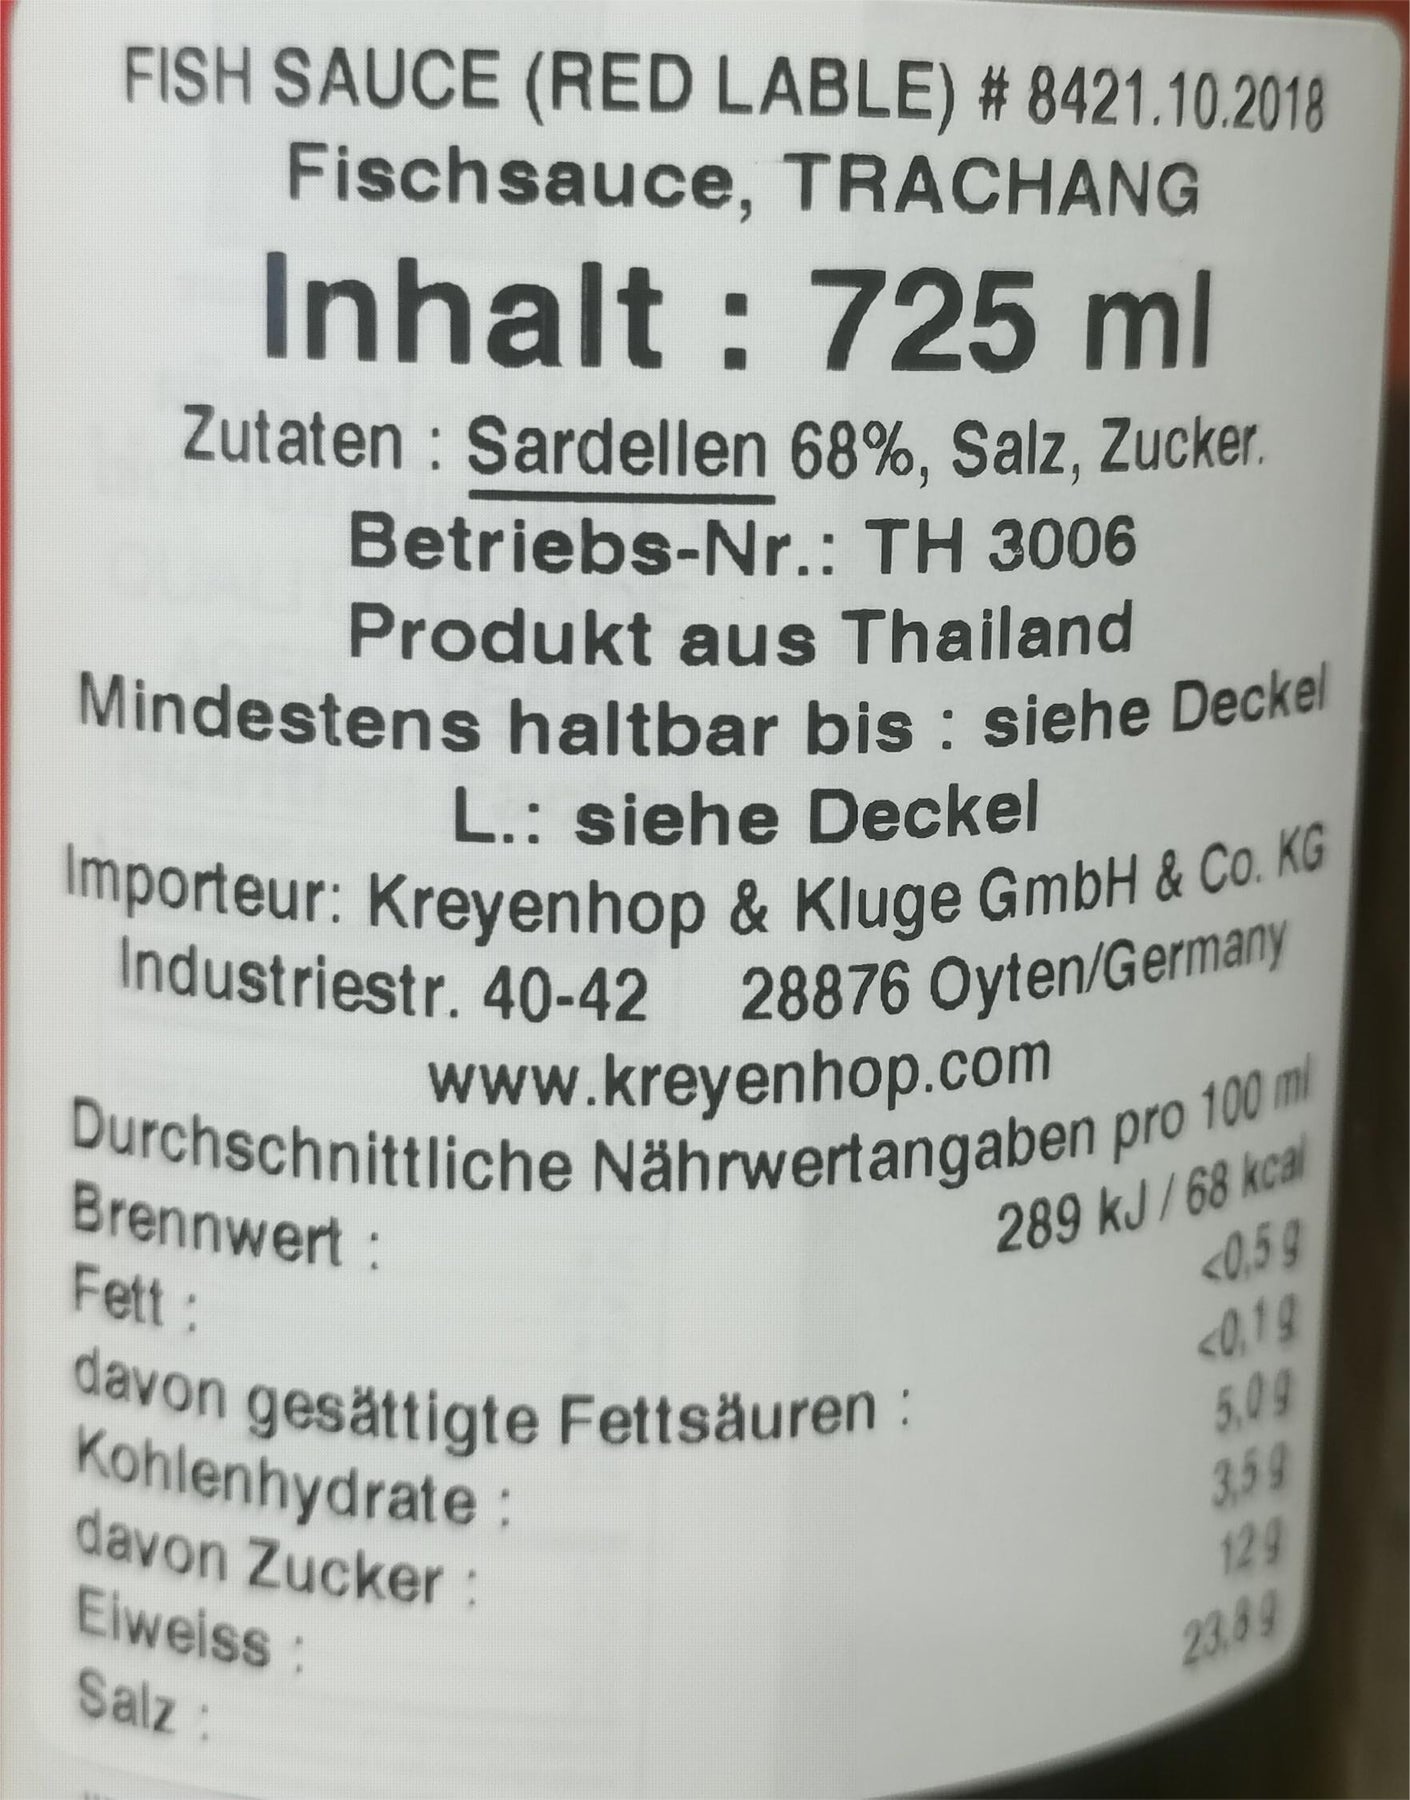 FISH SAUCE (RED LABLE) # 8421.10.2018
Fischsauce, TRACHANG
Inhalt : 725 ml
Zutaten : Sardellen 68%, Salz, Zucker.
Betriebs-Nr.: TH 3006
Produkt aus Thailand
Mindestens haltbar bis : siehe Deckel
L.: siehe Deckel
Importeur: Kreyenhop & Kluge GmbH & Co. KG
Industriestr. 40-42 28876 Oyten/Germany
www.kreyenhop.com
Durchschnittliche Nährwertangaben pro 100 ml
Brennwert : 289 kJ / 68 kcal
Fett : <0,5 g
davon gesättigte Fettsäuren : <0,1 g
Kohlenhydrate : 5,0 g
davon Zucker : 3,5 g
Eiweiss : 12 g
Salz : 23,8 g